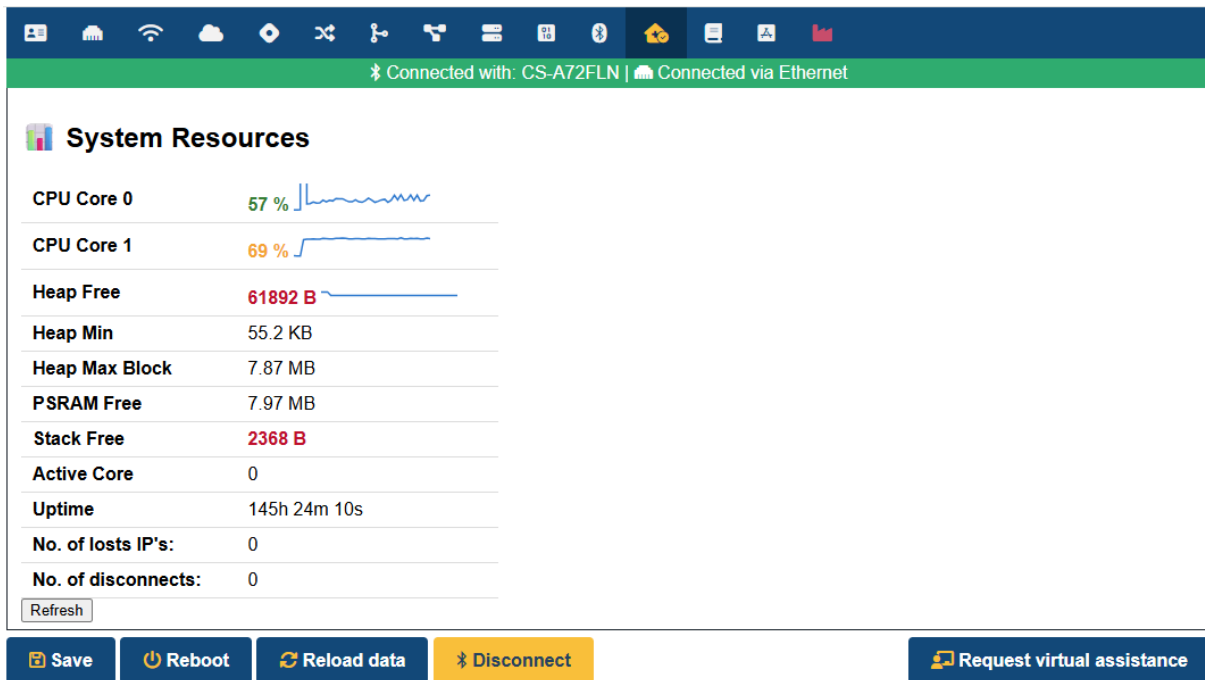 Connected with: CS-A72FLN | Connected via Ethernet
System Resources
CPU Core 0 57 %
CPU Core 1 69 %
Heap Free 61892 B
Heap Min 55.2 KB
Heap Max Block 7.87 MB
PSRAM Free 7.97 MB
Stack Free 2368 B
Active Core 0
Uptime 145h 24m 10s
No. of losts IP's: 0
No. of disconnects: 0
Refresh
Save Reboot Reload data Disconnect Request virtual assistance